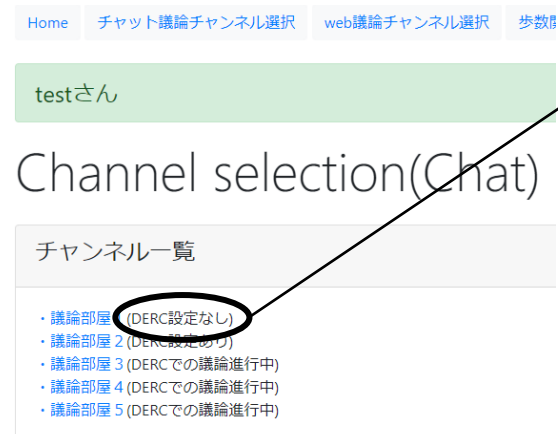 Home チャット議論チャンネル選択 web議論チャンネル選択 歩数
testさん
Channel selection(Chat)
チャンネル一覧
・議論部屋 (DERC設定なし)
・議論部屋２(DERC設定あり)
・議論部屋３(DERCでの議論進行中)
・議論部屋４(DERCでの議論進行中)
・議論部屋５(DERCでの議論進行中)